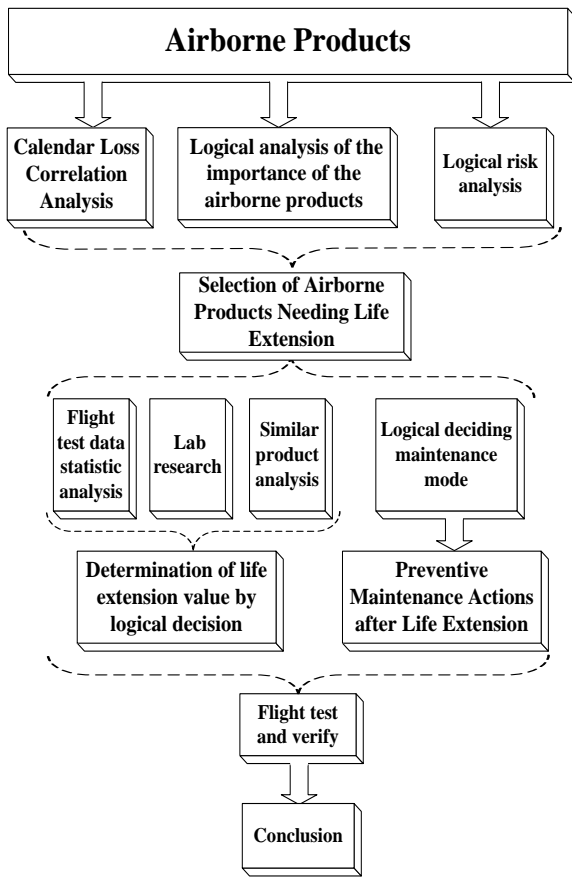 Airborne Products
Calendar Loss
Correlation
Analysis
Logical analysis of the
importance of the
airborne products
Logical risk
analysis
Selection of Airborne
Products Needing Life
Extension
Flight
test data
statistic
analysis
Lab
research
Similar
product
analysis
Logical deciding
maintenance
mode
Determination of life
extension value by
logical decision
Preventive
Maintenance Actions
after Life Extension
Flight test
and verify
Conclusion